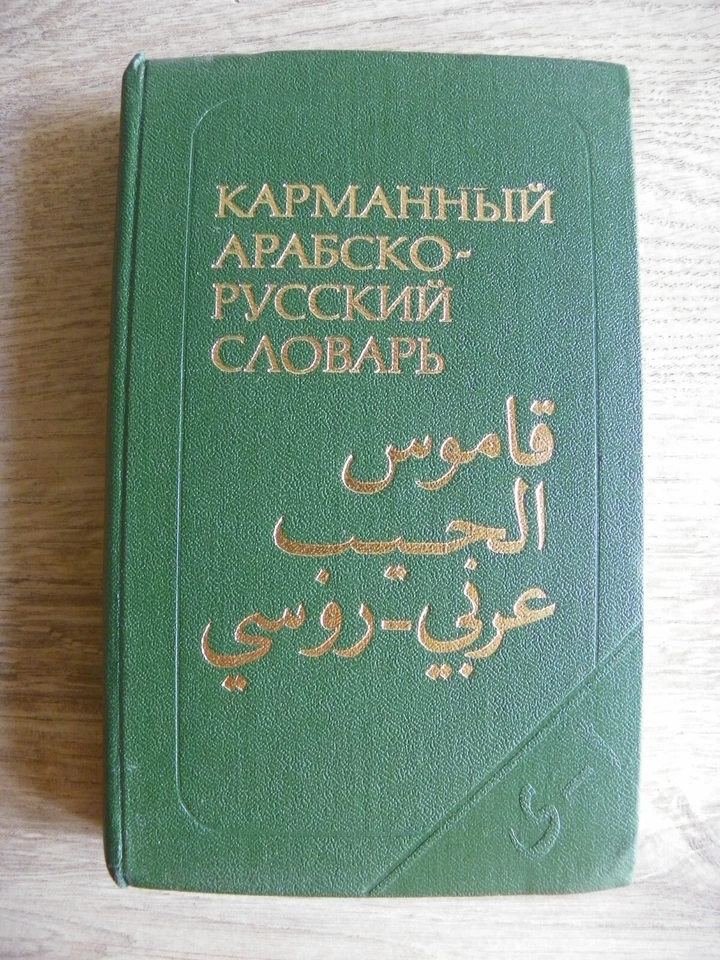 КАРМАННЫЙ
АРАБСКО-
РУССКИЙ
СЛОВАРЬ
قاموس
الجيب
عربي-روسي
ا-ى